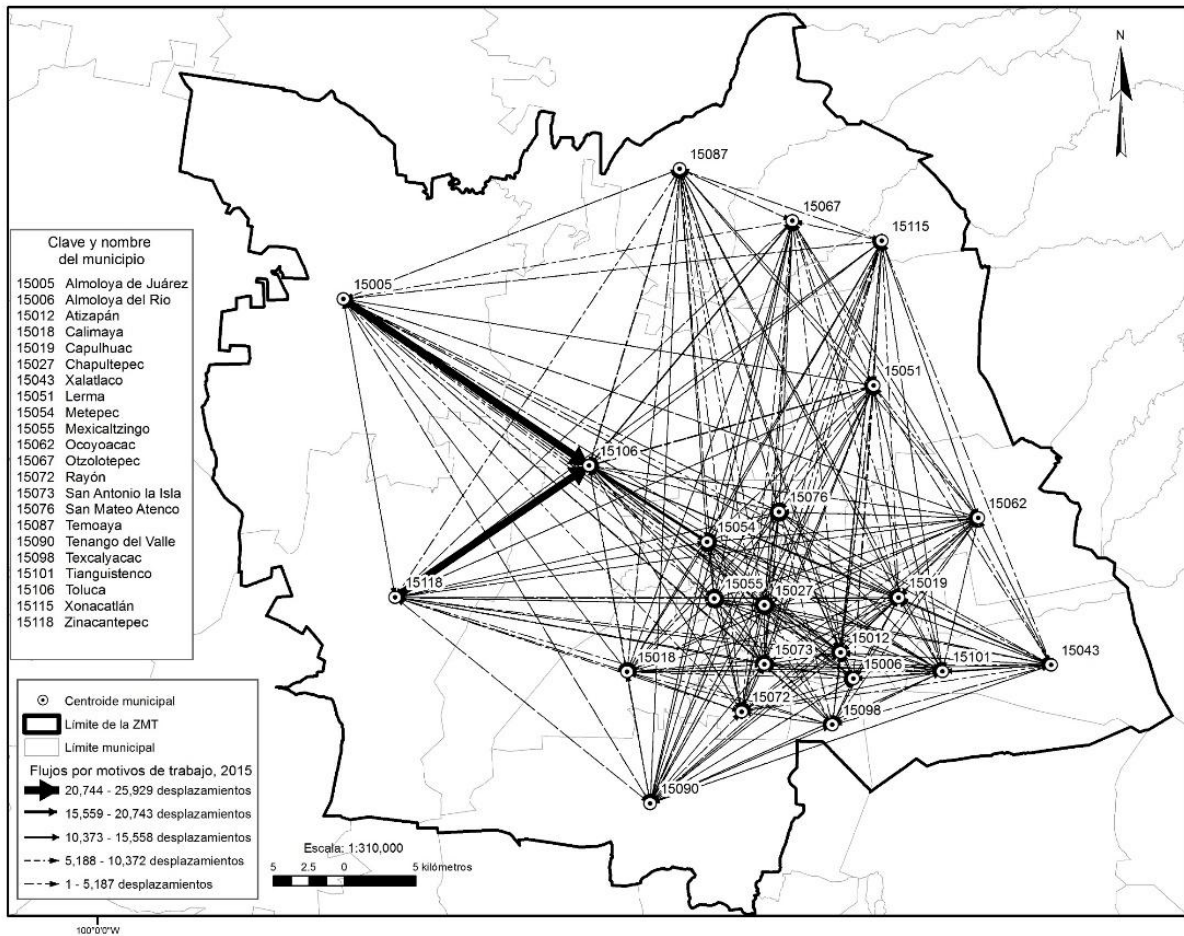 N
15087
15067
15115
Clave y nombre
del municipio
15005 Almoloya de Juárez
15006 Almoloya del Río
15012 Atizapán
15018 Calimaya
15019 Capulhuac
15027 Chapultepec
15043 Xalatlaco
15051 Lerma
15054 Metepec
15055 Mexicaltzingo
15062 Ocoyoacac
15067 Otzolotepec
15072 Rayón
15073 San Antonio la Isla
15076 San Mateo Atenco
15087 Temoaya
15090 Tenango del Valle
15098 Texcalyacac
15101 Tianguistenco
15106 Toluca
15115 Xonacatlán
15118 Zinacantepec
15005
15051
15106
15076
15062
15054
15118
15055
15027
15019
15012
15018
15073
15006
15101
15043
15072
15098
15090
Centroide municipal
Límite de la ZMT
Límite municipal
Flujos por motivos de trabajo, 2015
20,744 - 25,929 desplazamientos
15,559 - 20,743 desplazamientos
10,373 - 15,558 desplazamientos
5,188 - 10,372 desplazamientos
1 - 5,187 desplazamientos
Escala: 1:310,000
5 2.5 0 5 kilómetros
100°0'0"W